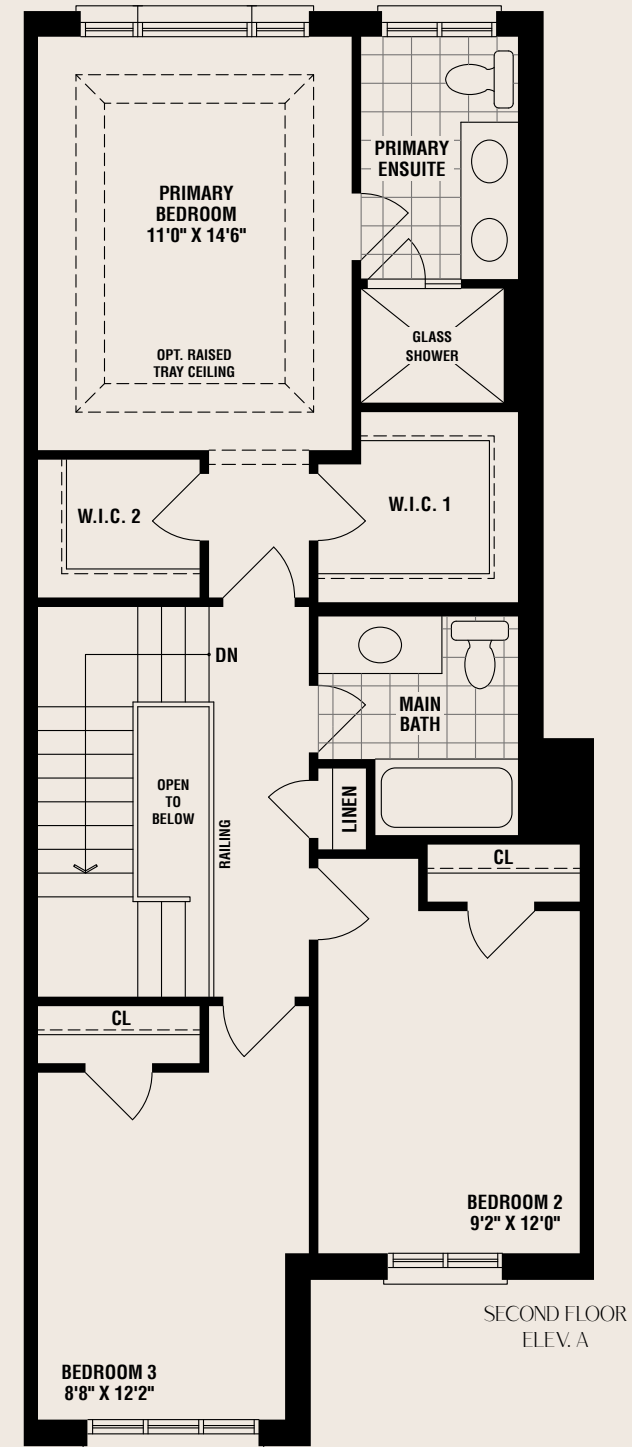 PRIMARY
BEDROOM
11'0" X 14'6"
OPT. RAISED
TRAY CEILING
PRIMARY
ENSUITE
GLASS
SHOWER
W.I.C. 2
W.I.C. 1
DN
MAIN
BATH
OPEN
TO
BELOW
RAILING
LINEN
CL
CL
BEDROOM 2
9'2" X 12'0"
SECOND FLOOR
ELEV. A
BEDROOM 3
8'8" X 12'2"